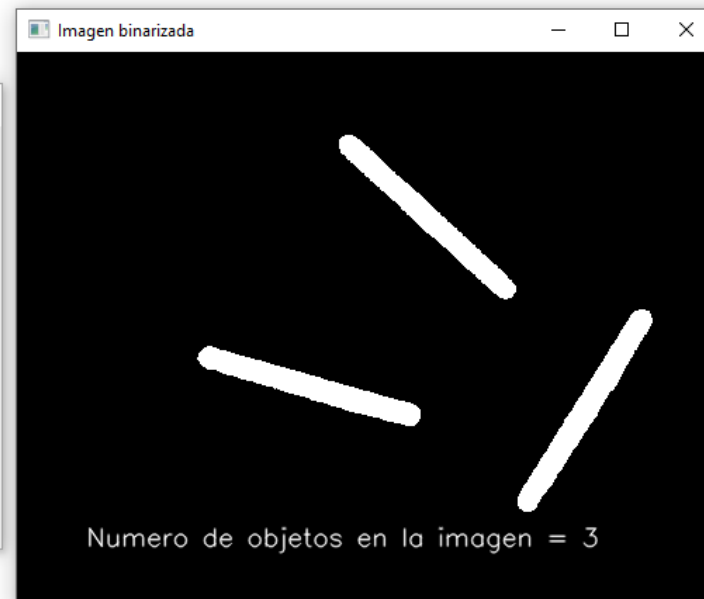 Imagen binarizada
Numero de objetos en la imagen = 3